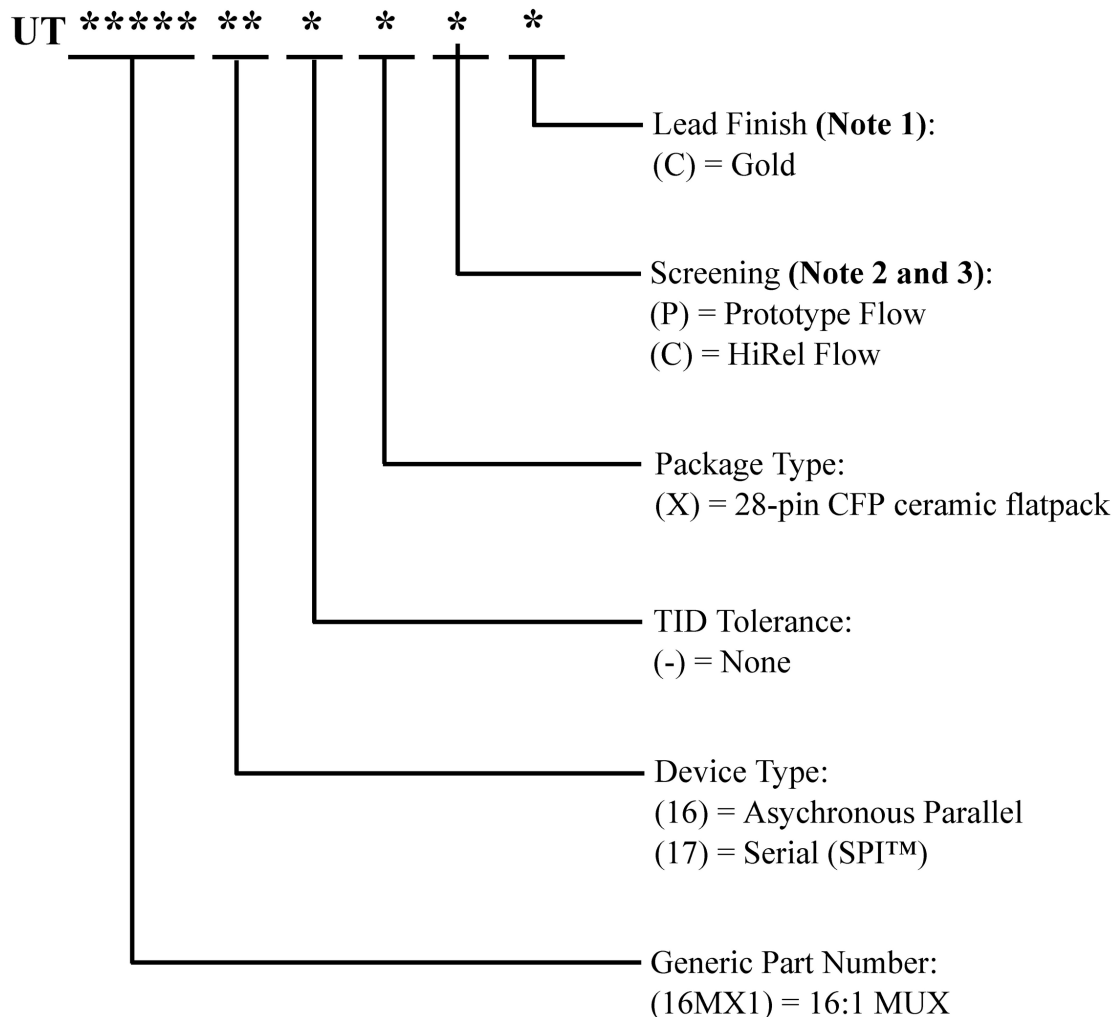 UT ***** ** * * * *
Lead Finish (Note 1):
(C) = Gold
Screening (Note 2 and 3):
(P) = Prototype Flow
(C) = HiRel Flow
Package Type:
(X) = 28-pin CFP ceramic flatpack
TID Tolerance:
(-) = None
Device Type:
(16) = Asychronous Parallel
(17) = Serial (SPI™)
Generic Part Number:
(16MX1) = 16:1 MUX